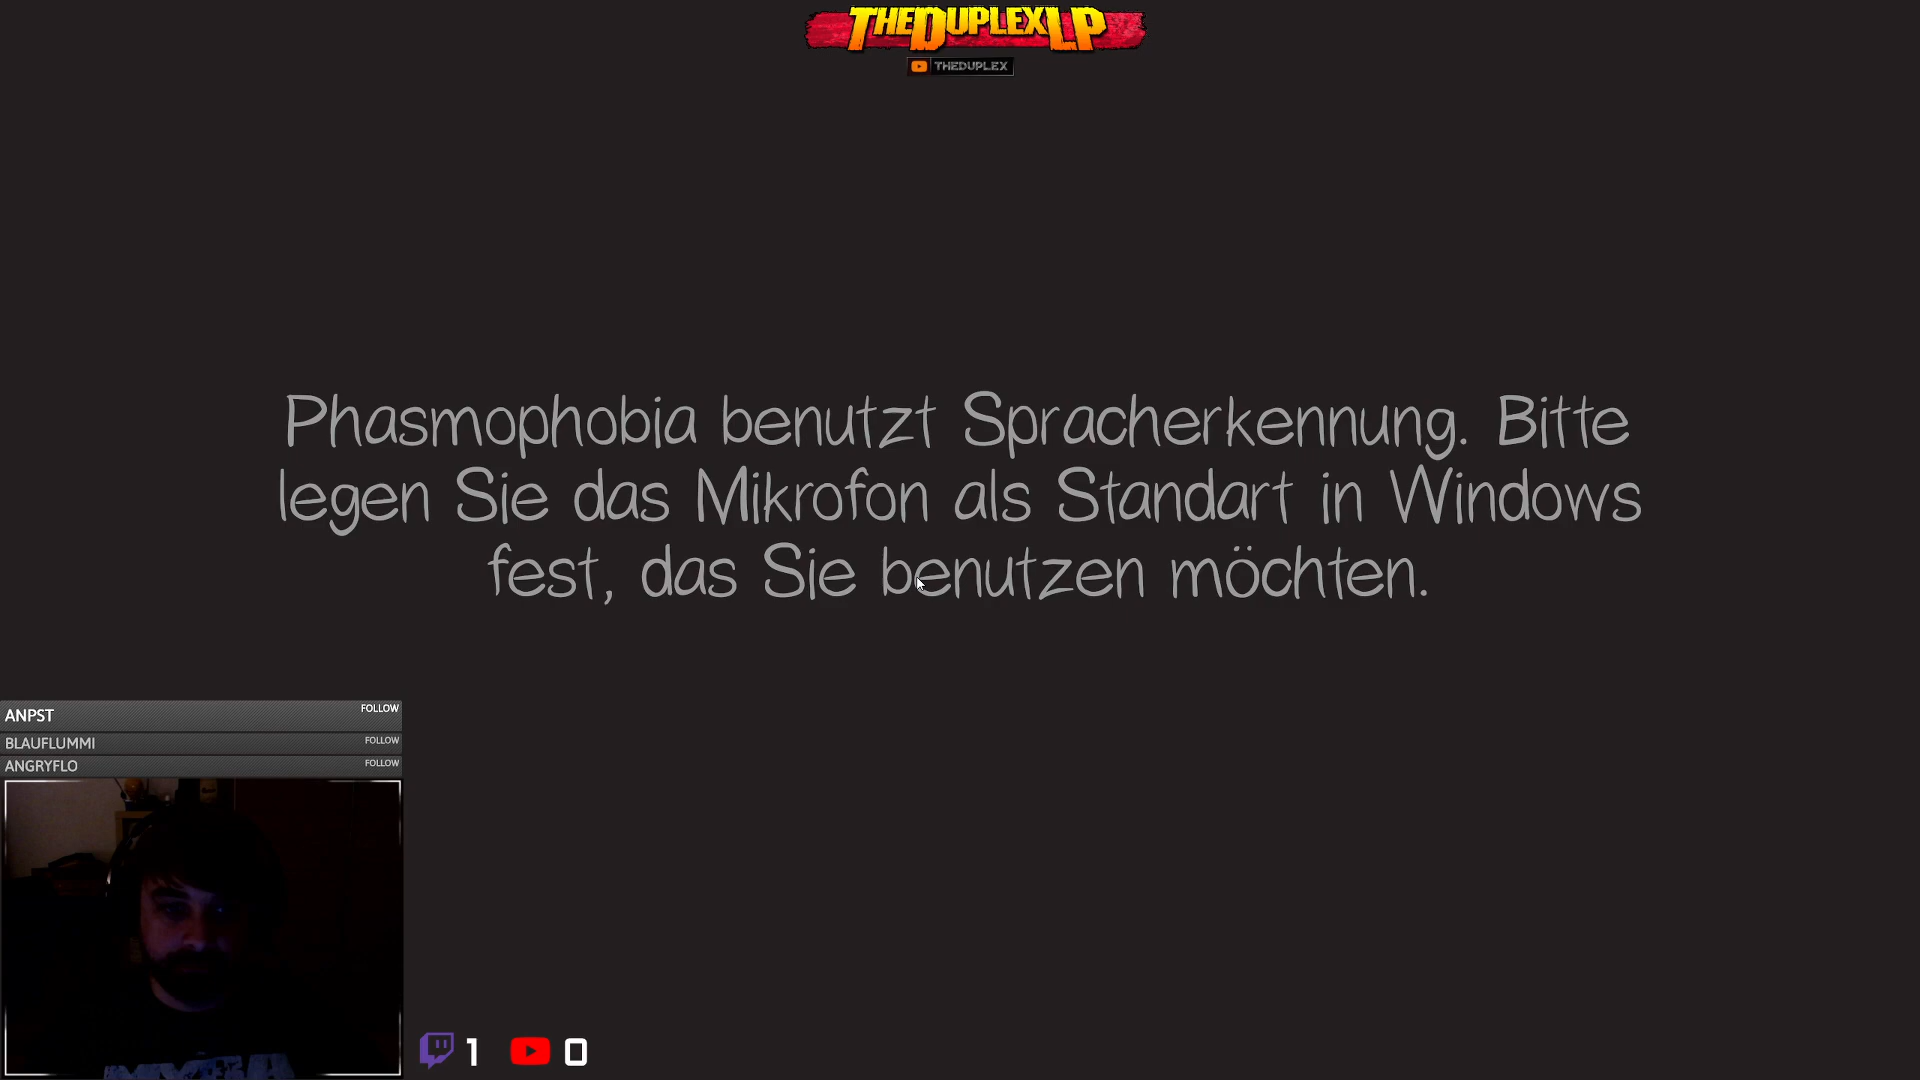 THEDUPLEXLP
THEDUPLEX
Phasmophobia benutzt Spracherkennung. Bitte
legen Sie das Mikrofon als Standart in Windows
fest, das Sie benutzen möchten.
ANPST FOLLOW
BLAUFLUMMI FOLLOW
ANGRYFLO FOLLOW
1 0